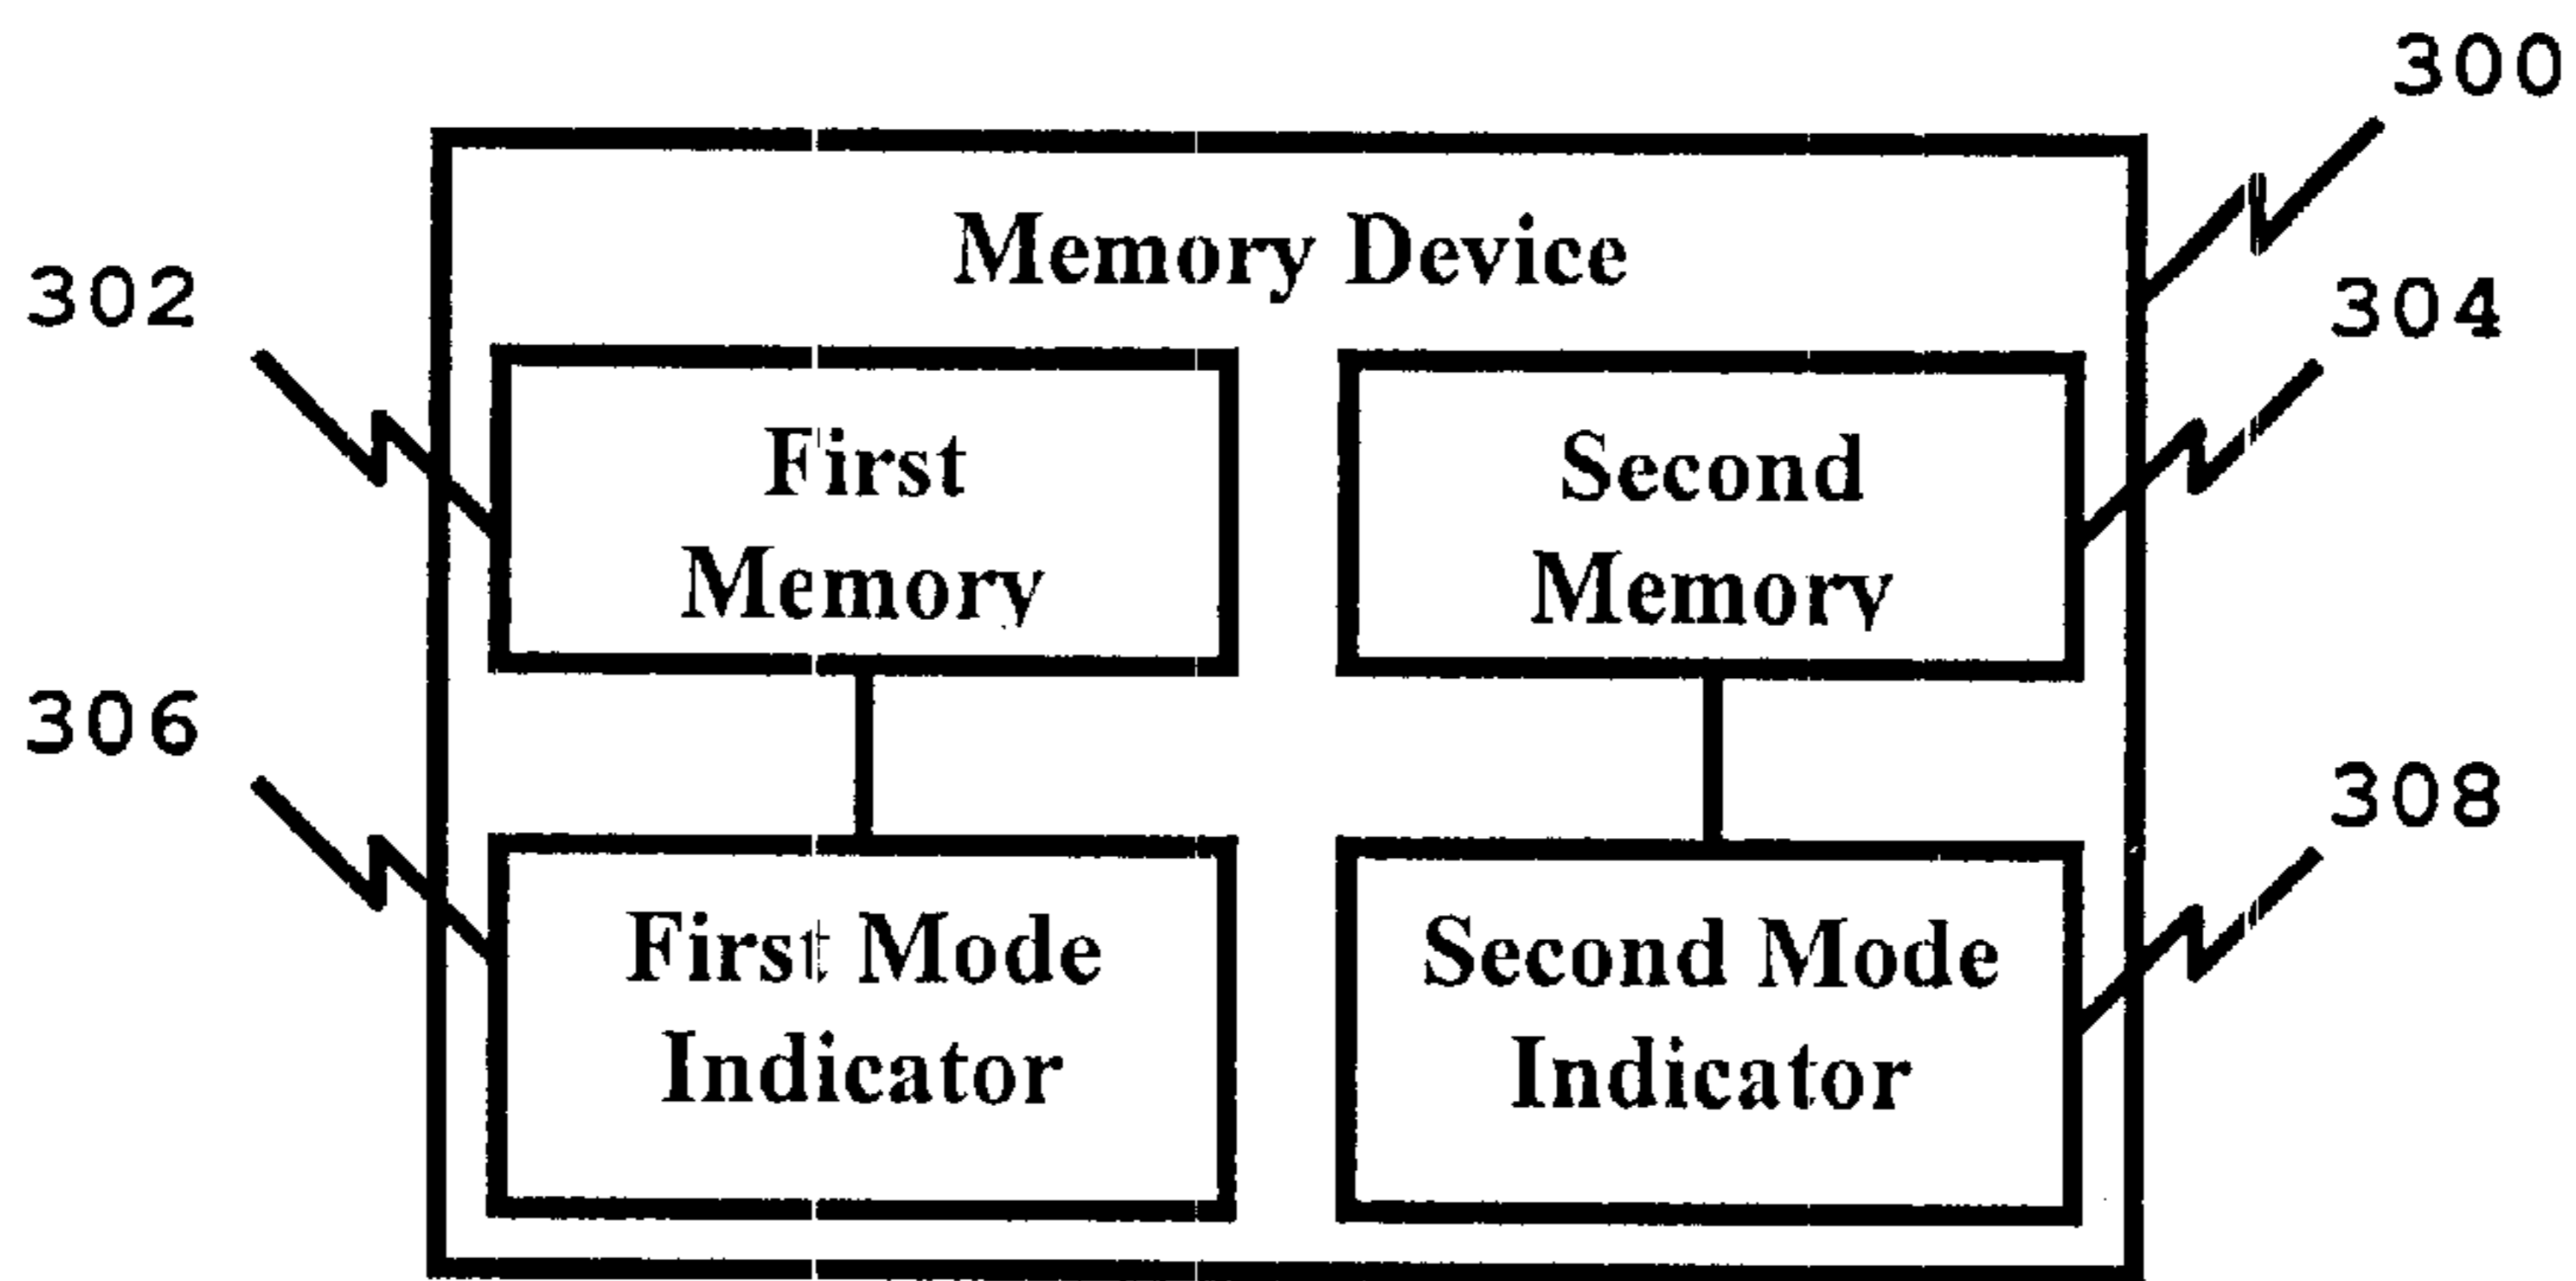 300
Memory Device
302
304
First
Memory
Second
Memory
306
308
First Mode
Indicator
Second Mode
Indicator